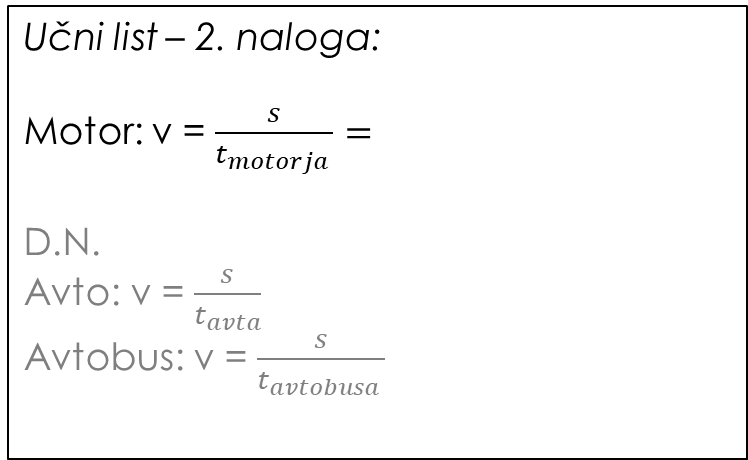 Učni list – 2. naloga:
Motor: v = s / t_motorja =
D.N.
Avto: v = s / t_avta
Avtobus: v = s / t_avtobusa